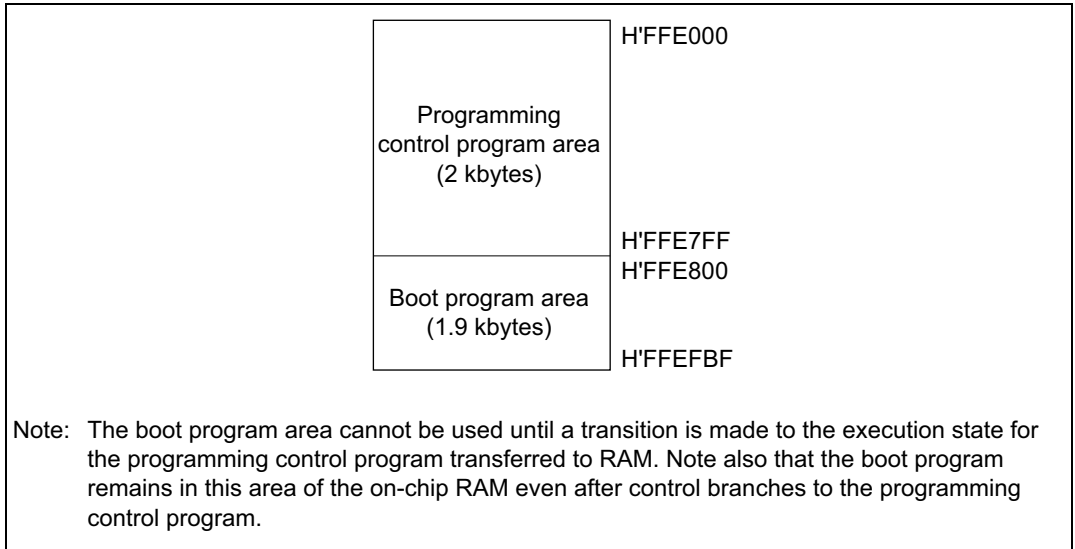 H'FFE000
Programming
control program area
(2 kbytes)
H'FFE7FF
H'FFE800
Boot program area
(1.9 kbytes)
H'FFEFBF
Note: The boot program area cannot be used until a transition is made to the execution state for
the programming control program transferred to RAM. Note also that the boot program
remains in this area of the on-chip RAM even after control branches to the programming
control program.